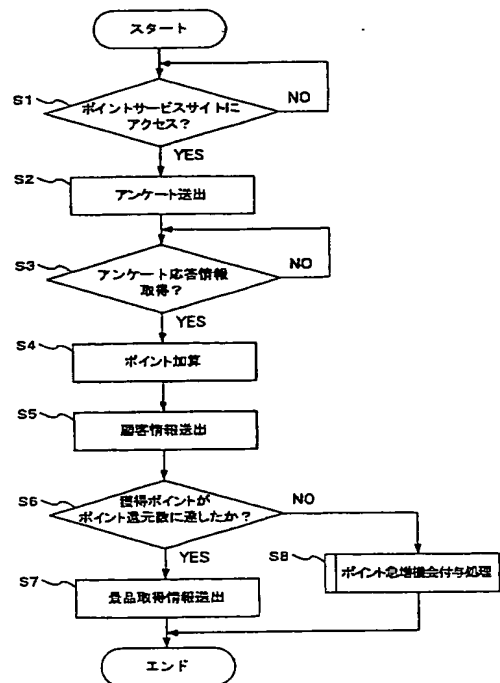 スタート
S1
ポイントサービスサイトに
アクセス?
NO
YES
S2
アンケート送出
S3
アンケート応答情報
取得?
NO
YES
S4
ポイント加算
S5
顧客情報送出
S6
獲得ポイントが
ポイント還元数に達したか?
NO
YES
S7
景品取得情報送出
S8
ポイント急増機会付与処理
エンド